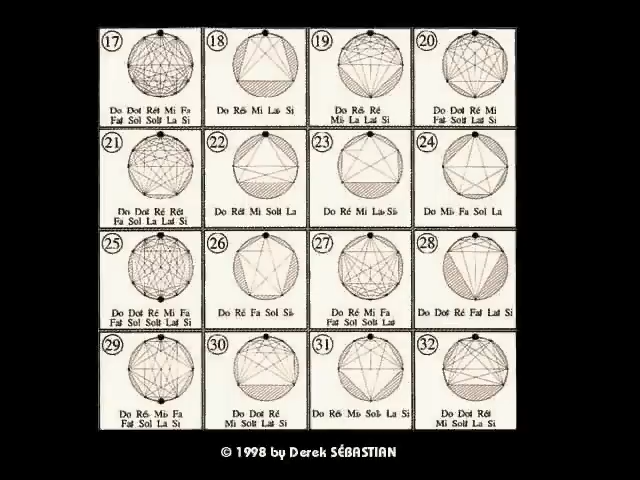 17
18
19
20
Do Do♯ Ré♯ Mi Fa
Fa♯ Sol Sol♯ La Si
Do Ré♭ Mi La♭ Si
Do Ré♭ Ré
Mi♭ La La♯ Si
Do Do♯ Ré Mi
Fa♯ Sol♯ La Si
21
22
23
24
Do Do♯ Ré Ré♯
Fa Sol La La♯ Si
Do Ré♯ Mi Sol♯ La
Do Ré Mi La♭ Si♭
Do Mi♭ Fa Sol La
25
26
27
28
Do Do♯ Ré Mi Fa
Fa♯ Sol Sol♯ La♯ Si
Do Ré Fa Sol Si♭
Do Ré Mi Fa
Fa♯ Sol Sol♯ La♯
Do Do♯ Ré Fa♯ La♯ Si
29
30
31
32
Do Ré♭ Mi♭ Fa
Fa♯ Sol La Si
Do Do♯ Ré
Mi Sol♯ La♯ Si
Do Ré♭ Mi♭ Sol♭ La Si
Do Do♯ Ré♯
Mi Sol♯ La Si
© 1998 by Derek SÉBASTIAN